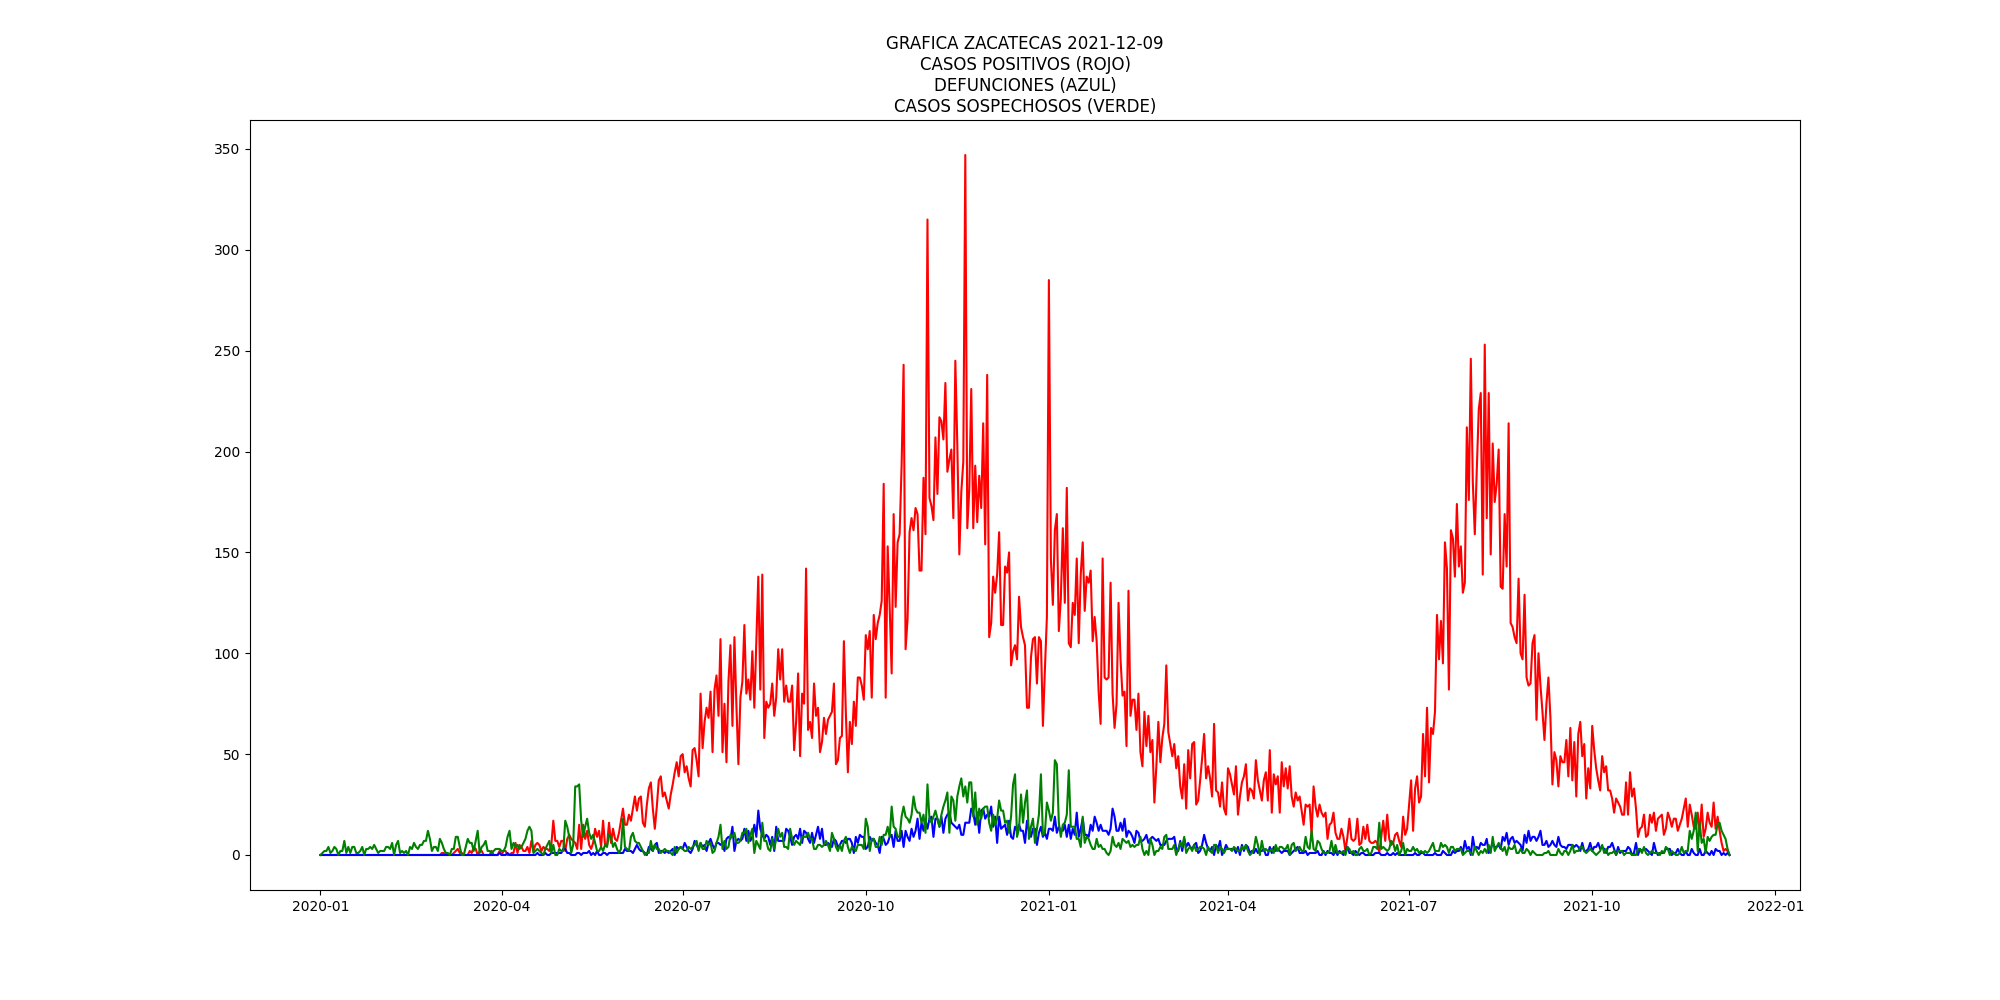 GRAFICA ZACATECAS 2021-12-09
CASOS POSITIVOS (ROJO)
DEFUNCIONES (AZUL)
CASOS SOSPECHOSOS (VERDE)
350
300
250
200
150
100
50
0
2020-01 2020-04 2020-07 2020-10 2021-01 2021-04 2021-07 2021-10 2022-01